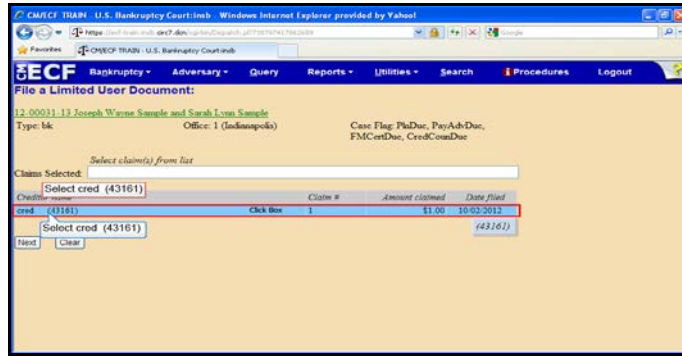 CM/ECF TRAIN - U.S. Bankruptcy Court:insb - Windows Internet Explorer provided by Yahoo!
Google
Favorites CM/ECF TRAIN - U.S. Bankruptcy Court:insb
ECF Bankruptcy Adversary Query Reports Utilities Search Procedures Logout ?
File a Limited User Document:
12-00031-13 Joseph Wayne Sample and Sarah Lynn Sample
Type: bk Office: 1 (Indianapolis) Case Flag: PlnDue, PayAdvDue,
FMCertDue, CredCounDue
Select claim(s) from list
Claims Selected:
Select cred (43161)
Creditor name Claim # Amount claimed Date filed
cred (43161) Click Box 1 $1.00 10/02/2012
Select cred (43161)
(43161)
Next Clear